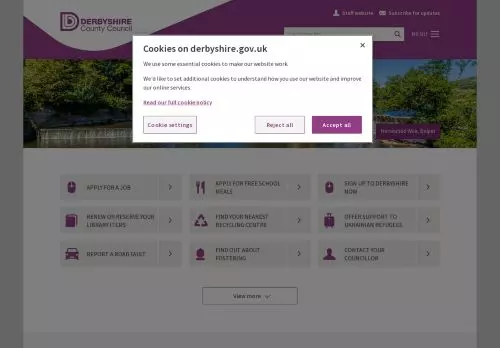 DERBYSHIRE
County Council
Staff website
Subscribe for updates
MENU
Cookies on derbyshire.gov.uk
We use some essential cookies to make our website work.
We'd like to set additional cookies to understand how you use our website and improve
our online services.
Read our full cookie policy
Cookie settings
Reject all
Accept all
Horseshoe Weir, Belper
APPLY FOR A JOB
APPLY FOR FREE SCHOOL
MEALS
SIGN UP TO DERBYSHIRE
NOW
RENEW OR RESERVE YOUR
LIBRARY ITEMS
FIND YOUR NEAREST
RECYCLING CENTRE
OFFER SUPPORT TO
UKRAINIAN REFUGEES
REPORT A ROAD FAULT
FIND OUT ABOUT
FOSTERING
CONTACT YOUR
COUNCILLOR
View more